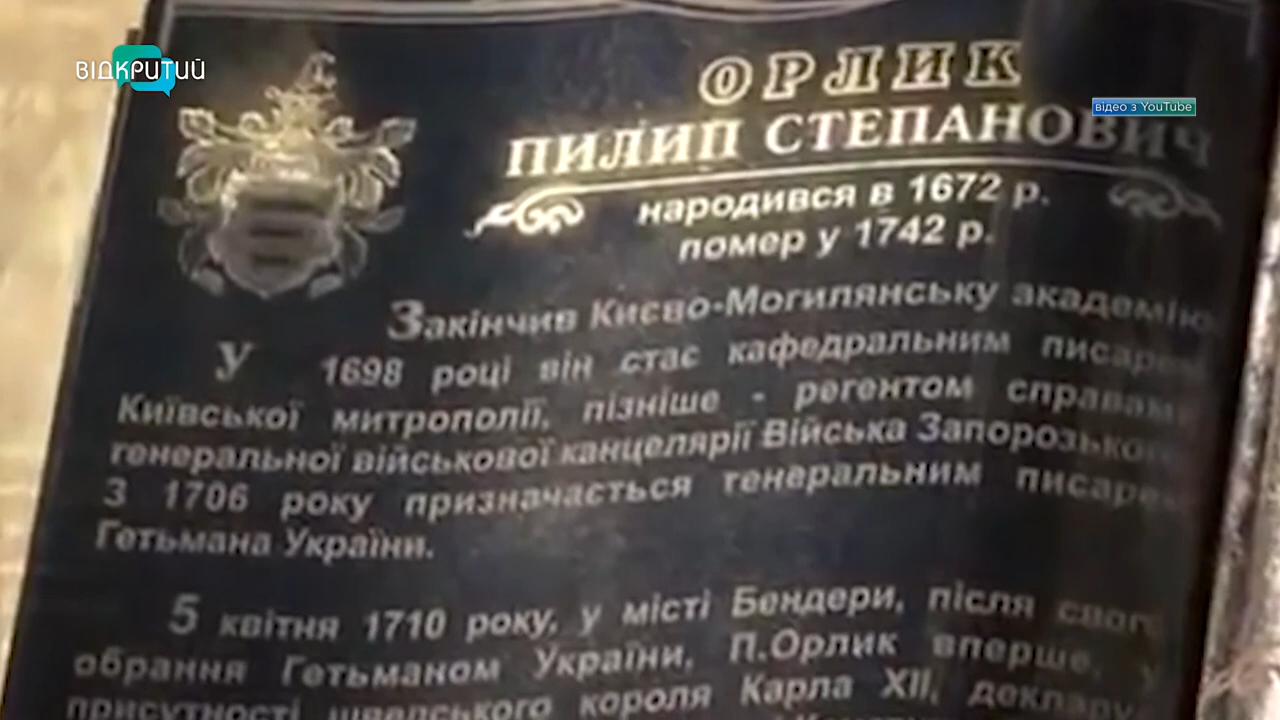 ВІДКРИТИЙ
відео з YouTube
ОРЛИК
ПИЛИП СТЕПАНОВИЧ
народився в 1672 р.
помер у 1742 р.
Закінчив Києво-Могилянську академію
У 1698 році він стає кафедральним писарем
Київської митрополії, пізніше - регентом справами
генеральної військової канцелярії Війська Запорозького
З 1706 року призначається генеральним писарем
Гетьмана України.
5 квітня 1710 року, у місті Бендери, після свого
обрання Гетьманом України, П.Орлик вперше, у
присутності шведського короля Карла XII,